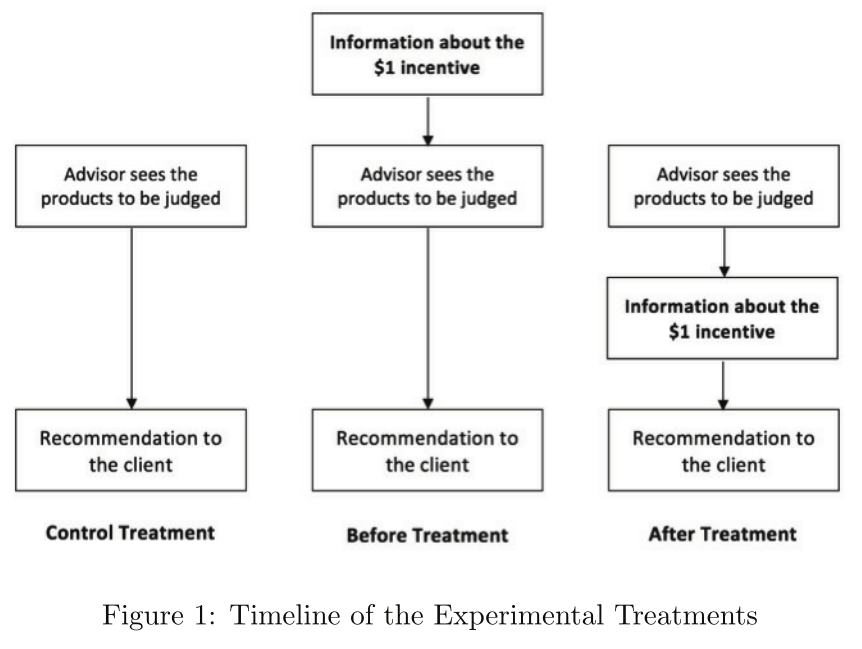 Information about the
$1 incentive
Advisor sees the
products to be judged
Advisor sees the
products to be judged
Advisor sees the
products to be judged
Information about the
$1 incentive
Recommendation to
the client
Recommendation to
the client
Recommendation to
the client
Control Treatment
Before Treatment
After Treatment
Figure 1: Timeline of the Experimental Treatments